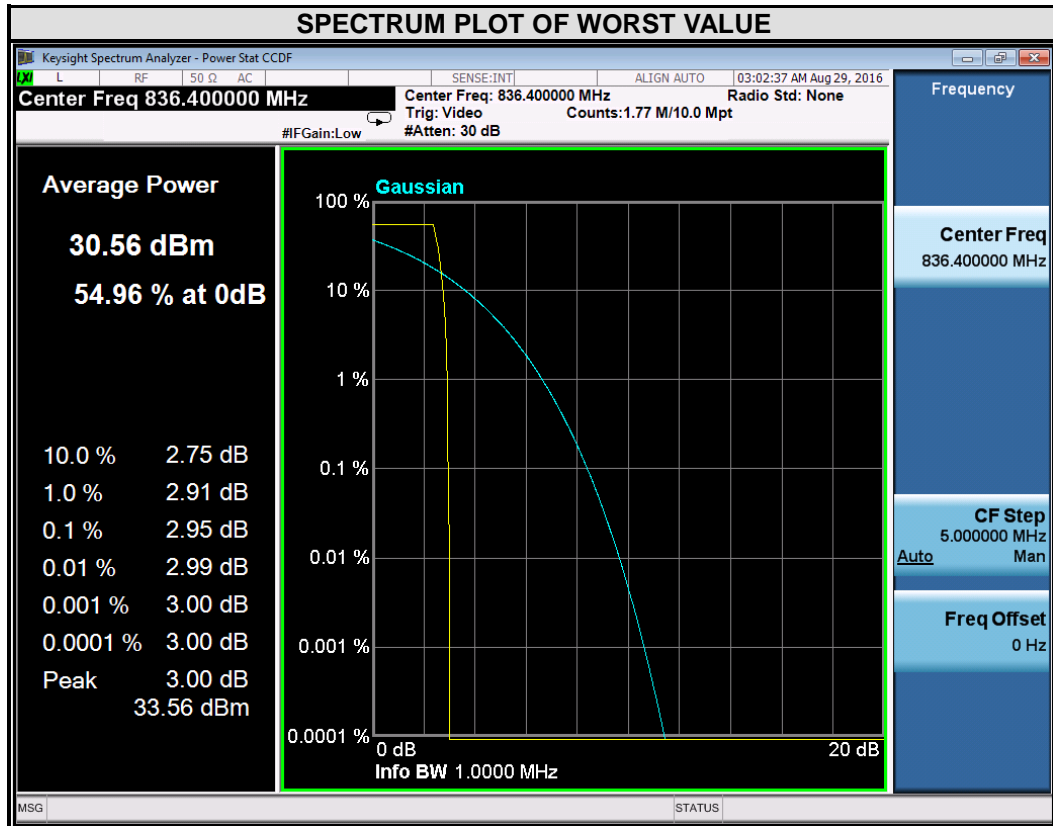 SPECTRUM PLOT OF WORST VALUE
Keysight Spectrum Analyzer - Power Stat CCDF
LXI L RF 50 Ω AC SENSE:INT ALIGN AUTO 03:02:37 AM Aug 29, 2016
Center Freq 836.400000 MHz
#IFGain:Low
Center Freq: 836.400000 MHz Radio Std: None
Trig: Video Counts:1.77 M/10.0 Mpt
#Atten: 30 dB
Average Power
30.56 dBm
54.96 % at 0dB
10.0 % 2.75 dB
1.0 % 2.91 dB
0.1 % 2.95 dB
0.01 % 2.99 dB
0.001 % 3.00 dB
0.0001 % 3.00 dB
Peak 3.00 dB
33.56 dBm
Gaussian
100 %
10 %
1 %
0.1 %
0.01 %
0.001 %
0.0001 %
0 dB 20 dB
Info BW 1.0000 MHz
Frequency
Center Freq
836.400000 MHz
CF Step
5.000000 MHz
Auto Man
Freq Offset
0 Hz
MSG STATUS